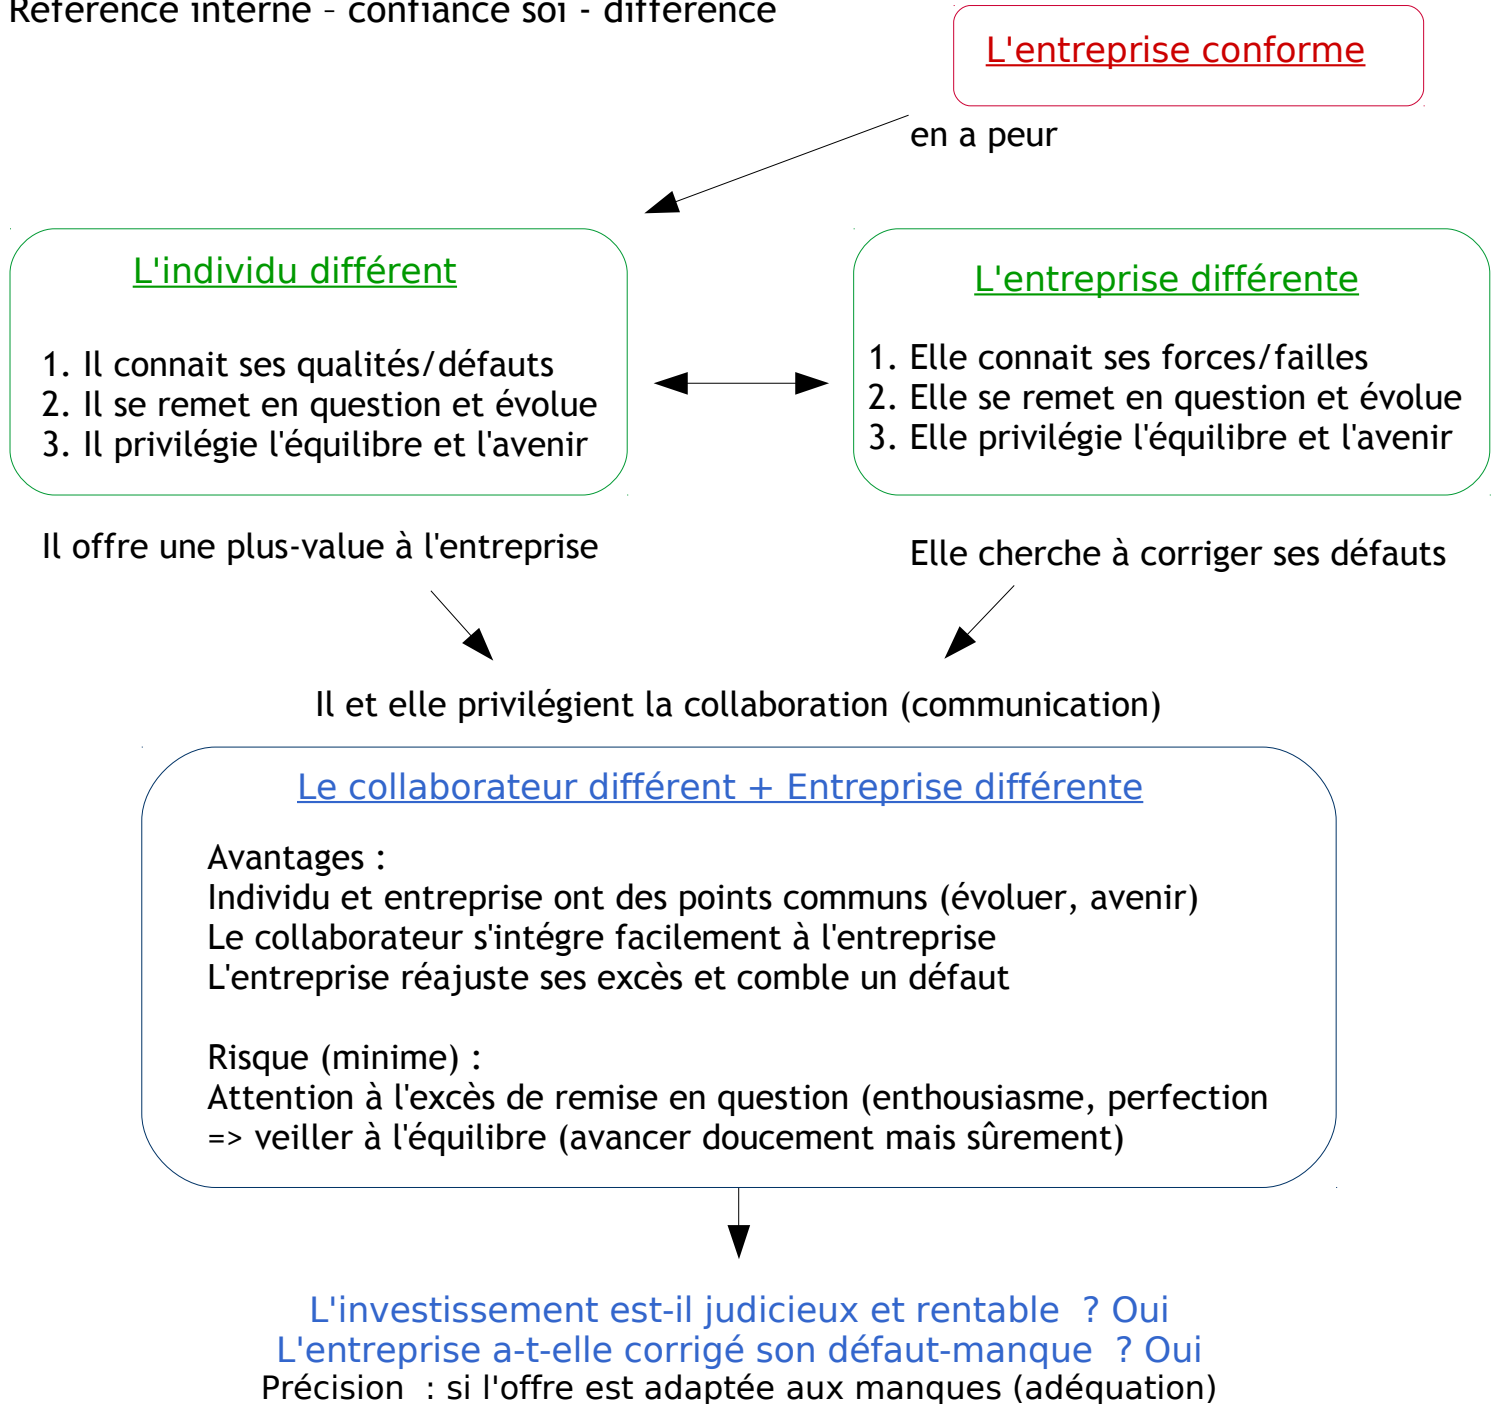 Référence interne – confiance soi - différence
L'entreprise conforme
en a peur
L'individu différent
1. Il connait ses qualités/défauts
2. Il se remet en question et évolue
3. Il privilégie l'équilibre et l'avenir
L'entreprise différente
1. Elle connait ses forces/failles
2. Elle se remet en question et évolue
3. Elle privilégie l'équilibre et l'avenir
Il offre une plus-value à l'entreprise
Elle cherche à corriger ses défauts
Il et elle privilégient la collaboration (communication)
Le collaborateur différent + Entreprise différente
Avantages :
Individu et entreprise ont des points communs (évoluer, avenir)
Le collaborateur s'intégre facilement à l'entreprise
L'entreprise réajuste ses excès et comble un défaut
Risque (minime) :
Attention à l'excès de remise en question (enthousiasme, perfection
=> veiller à l'équilibre (avancer doucement mais sûrement)
L'investissement est-il judicieux et rentable  ? Oui
L'entreprise a-t-elle corrigé son défaut-manque  ? Oui
Précision  : si l'offre est adaptée aux manques (adéquation)